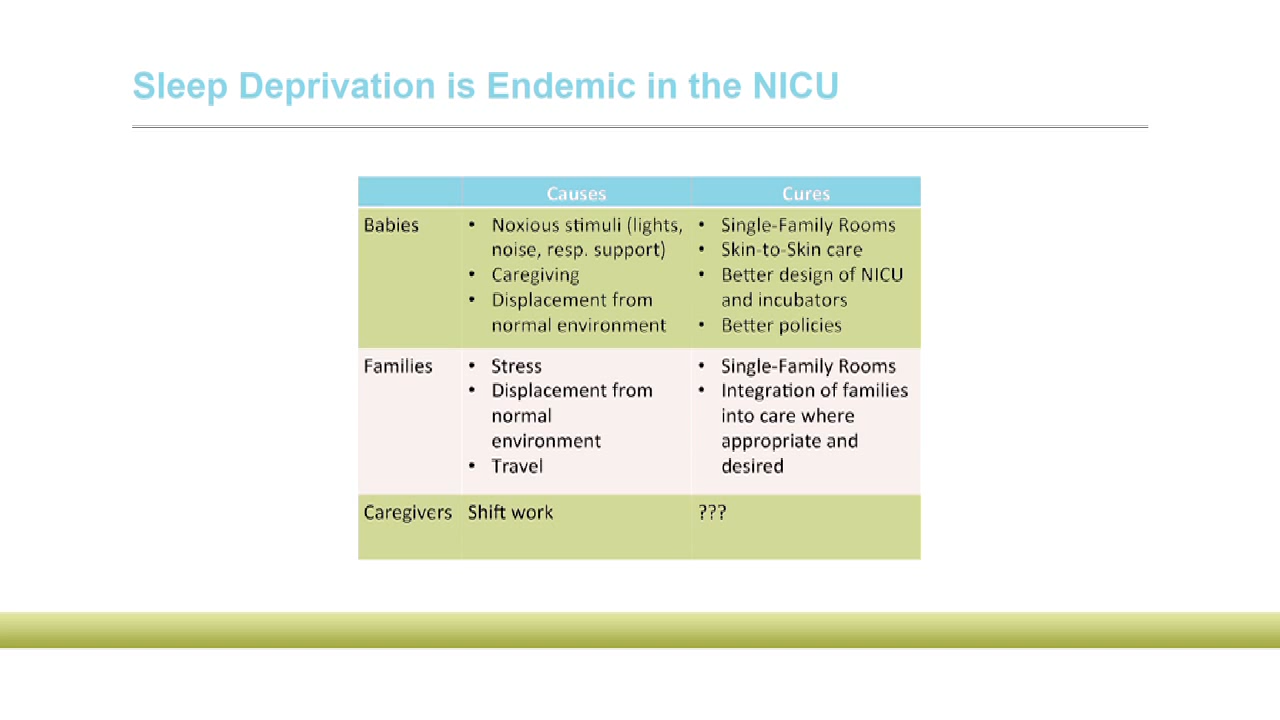 Sleep Deprivation is Endemic in the NICU
Causes
Cures
Babies
• Noxious stimuli (lights,
noise, resp. support)
• Caregiving
• Displacement from
normal environment
• Single-Family Rooms
• Skin-to-Skin care
• Better design of NICU
and incubators
• Better policies
Families
• Stress
• Displacement from
normal
environment
• Travel
• Single-Family Rooms
• Integration of families
into care where
appropriate and
desired
Caregivers
Shift work
???